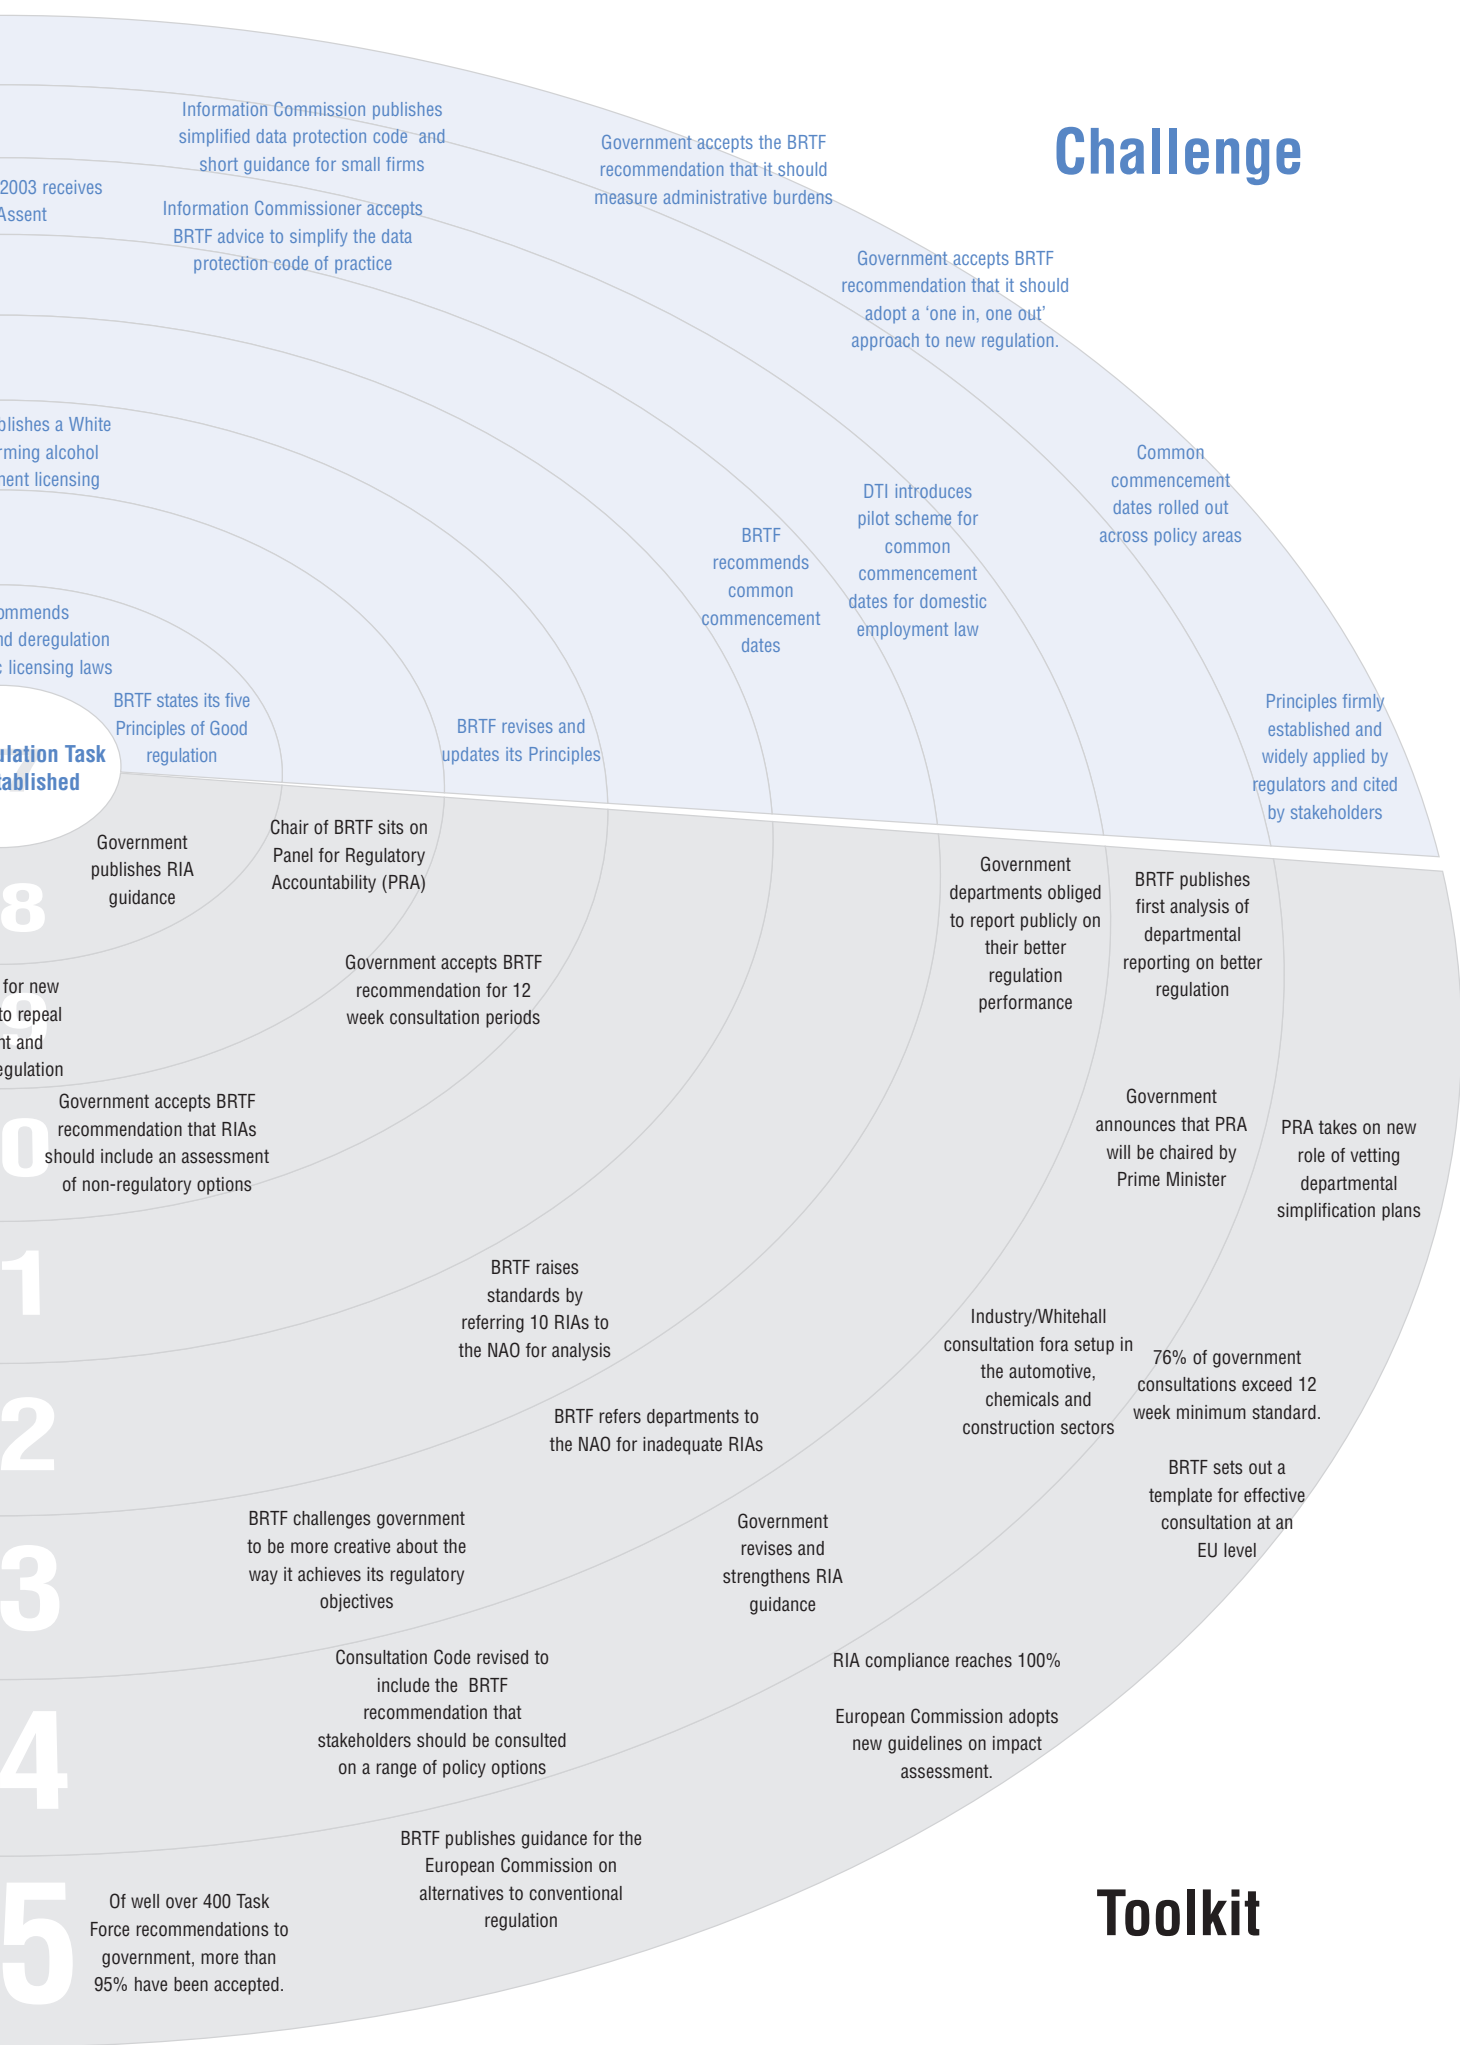 Challenge
Information Commission publishes
simplified data protection code and
short guidance for small firms
Government accepts the BRTF
recommendation that it should
measure administrative burdens
2003 receives
Assent
Information Commissioner accepts
BRTF advice to simplify the data
protection code of practice
Government accepts BRTF
recommendation that it should
adopt a ‘one in, one out’
approach to new regulation.
blishes a White
rming alcohol
ment licensing
Common
commencement
dates rolled out
across policy areas
DTI introduces
pilot scheme for
common
commencement
dates for domestic
employment law
BRTF
recommends
common
commencement
dates
ommends
nd deregulation
licensing laws
BRTF states its five
Principles of Good
regulation
BRTF revises and
updates its Principles
Principles firmly
established and
widely applied by
regulators and cited
by stakeholders
ulation Task
tablished
Government
publishes RIA
guidance
Chair of BRTF sits on
Panel for Regulatory
Accountability (PRA)
Government
departments obliged
to report publicly on
their better
regulation
performance
BRTF publishes
first analysis of
departmental
reporting on better
regulation
8
Government accepts BRTF
recommendation for 12
week consultation periods
for new
to repeal
nt and
egulation
9
Government accepts BRTF
recommendation that RIAs
should include an assessment
of non-regulatory options
0
Government
announces that PRA
will be chaired by
Prime Minister
PRA takes on new
role of vetting
departmental
simplification plans
1
BRTF raises
standards by
referring 10 RIAs to
the NAO for analysis
Industry/Whitehall
consultation fora setup in
the automotive,
chemicals and
construction sectors
76% of government
consultations exceed 12
week minimum standard.
2
BRTF refers departments to
the NAO for inadequate RIAs
BRTF sets out a
template for effective
consultation at an
EU level
3
BRTF challenges government
to be more creative about the
way it achieves its regulatory
objectives
Government
revises and
strengthens RIA
guidance
4
Consultation Code revised to
include the BRTF
recommendation that
stakeholders should be consulted
on a range of policy options
RIA compliance reaches 100%
European Commission adopts
new guidelines on impact
assessment.
BRTF publishes guidance for the
European Commission on
alternatives to conventional
regulation
5
Of well over 400 Task
Force recommendations to
government, more than
95% have been accepted.
Toolkit